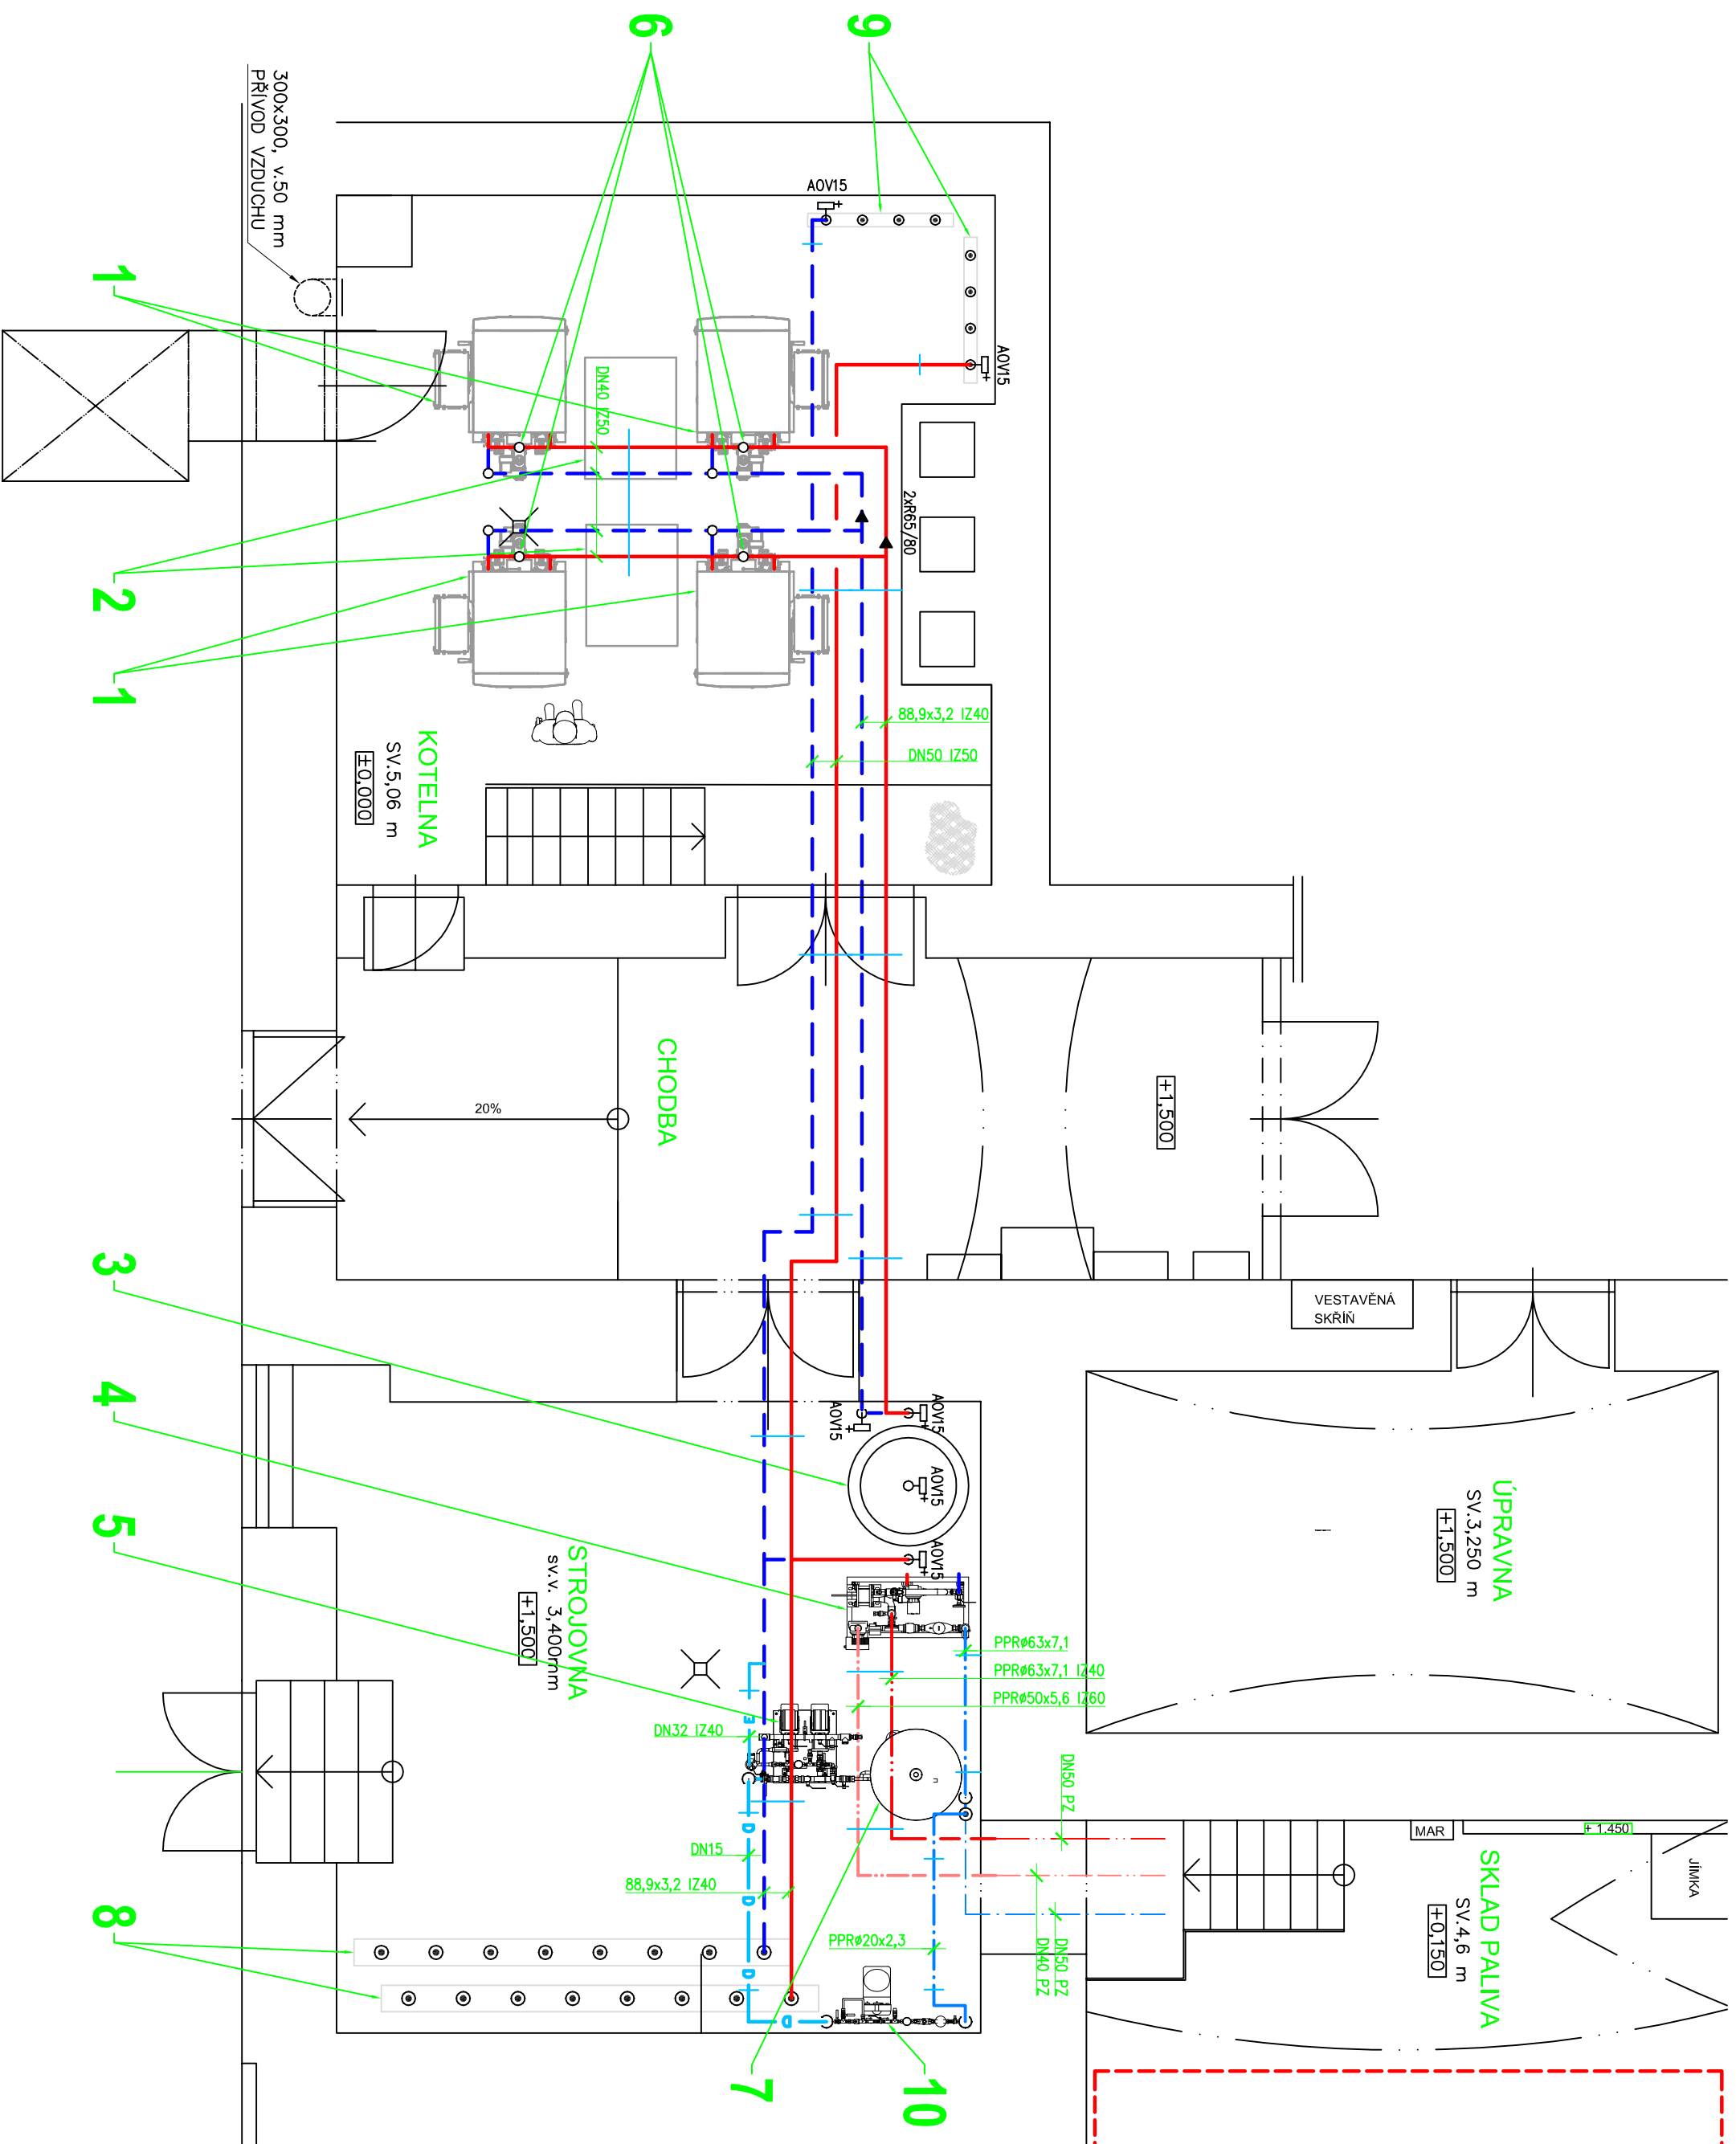 6
9
300x300, v.50 mm
PŘÍVOD VZDUCHU
AOV15
AOV15
1
DN40 IZ50
2xR65/80
2
1
88,9x3,2 IZ40
DN50 IZ50
KOTELNA
SV.5,06 m
±0,000
CHODBA
20%
+1,500
3
VESTAVĚNÁ
SKŘÍŇ
4
AOV15
AOV15
AOV15
AOV15
ÚPRAVNA
SV.3,250 m
+1,500
5
STROJOVNA
sv.v. 3,400mm
+1,500
PPRø63x7,1
PPRø63x7,1 IZ40
PPRø50x5,6 IZ60
DN32 IZ40
E
DN50 PZ
MAR
+ 1.450
JÍMKA
SKLAD PALIVA
SV.4,6 m
+0,150
D
DN15
88,9x3,2 IZ40
D
D
D
PPRø20x2,3
DN40 PZ
DN50 PZ
8
7
10